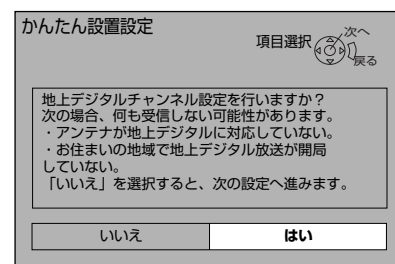 かんたん設置設定
項目選択
次へ
戻る
地上デジタルチャンネル設定を行いますか？
次の場合、何も受信しない可能性があります。
・アンテナが地上デジタルに対応していない。
・お住まいの地域で地上デジタル放送が開局
していない。
「いいえ」を選択すると、次の設定へ進みます。
いいえ
はい